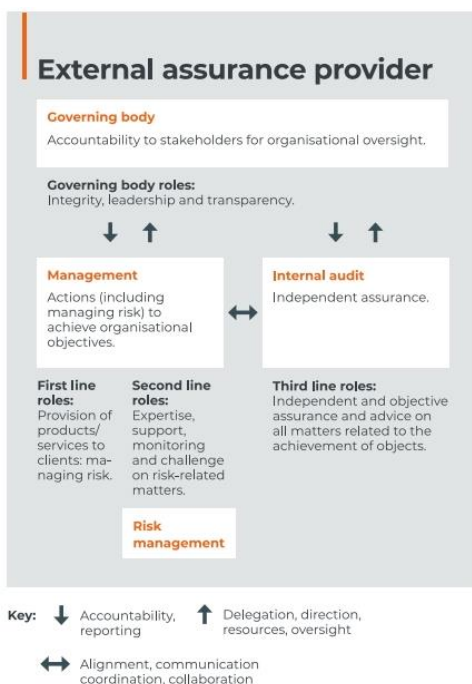 External assurance provider
Governing body
Accountability to stakeholders for organisational oversight.
Governing body roles:
Integrity, leadership and transparency.
Management
Actions (including
managing risk) to
achieve organisational
objectives.
Internal audit
Independent assurance.
First line
roles:
Provision of
products/
services to
clients: ma-
naging risk.
Second line
roles:
Expertise,
support,
monitoring
and challenge
on risk-related
matters.
Third line roles:
Independent and objective
assurance and advice on
all matters related to the
achievement of objects.
Risk
management
Key:
Accountability,
reporting
Delegation, direction,
resources, oversight
Alignment, communication
coordination, collaboration